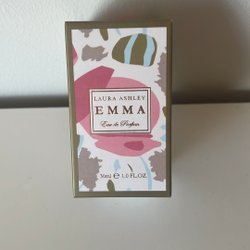 LAURA ASHLEY
EMMA
Eau de Parfum
30ml ℮ 1.0 FL.OZ.